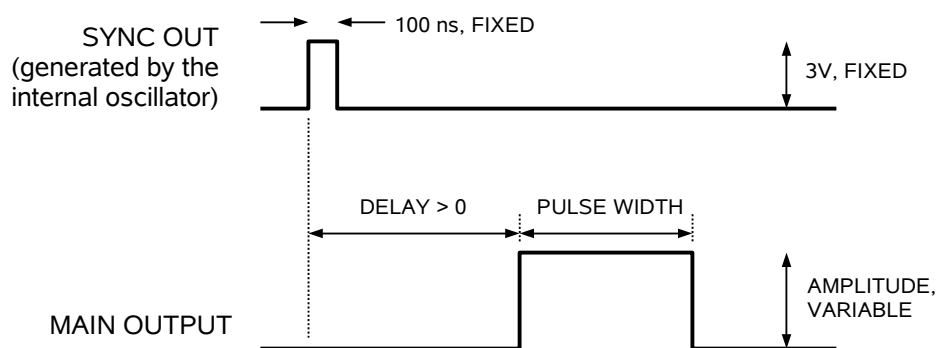 SYNC OUT
(generated by the
internal oscillator)
100 ns, FIXED
3V, FIXED
DELAY > 0
PULSE WIDTH
AMPLITUDE,
VARIABLE
MAIN OUTPUT